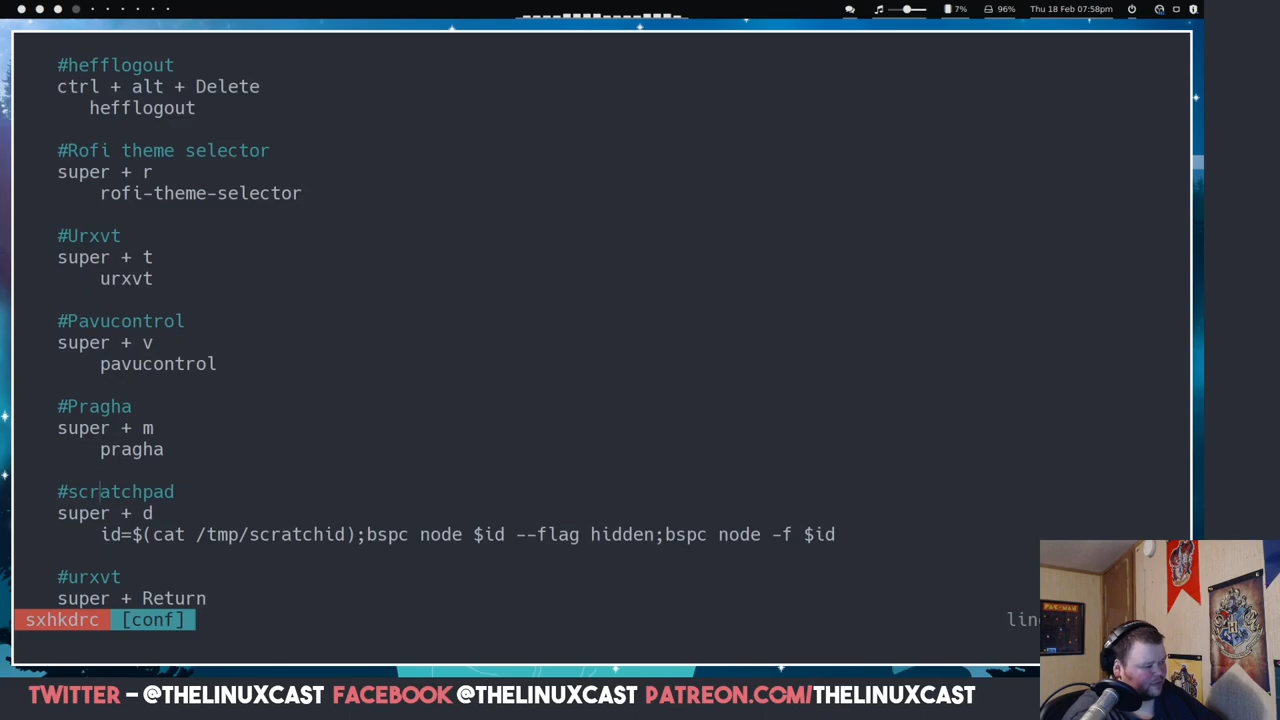 7% 96% Thu 18 Feb 07:58pm
#hefflogout
ctrl + alt + Delete
hefflogout
#Rofi theme selector
super + r
rofi-theme-selector
#Urxvt
super + t
urxvt
#Pavucontrol
super + v
pavucontrol
#Pragha
super + m
pragha
#scratchpad
super + d
id=$(cat /tmp/scratchid);bspc node $id --flag hidden;bspc node -f $id
#urxvt
super + Return
sxhkdrc [conf]
TWITTER – @THELINUXCAST FACEBOOK @THELINUXCAST PATREON.COM/THELINUXCAST